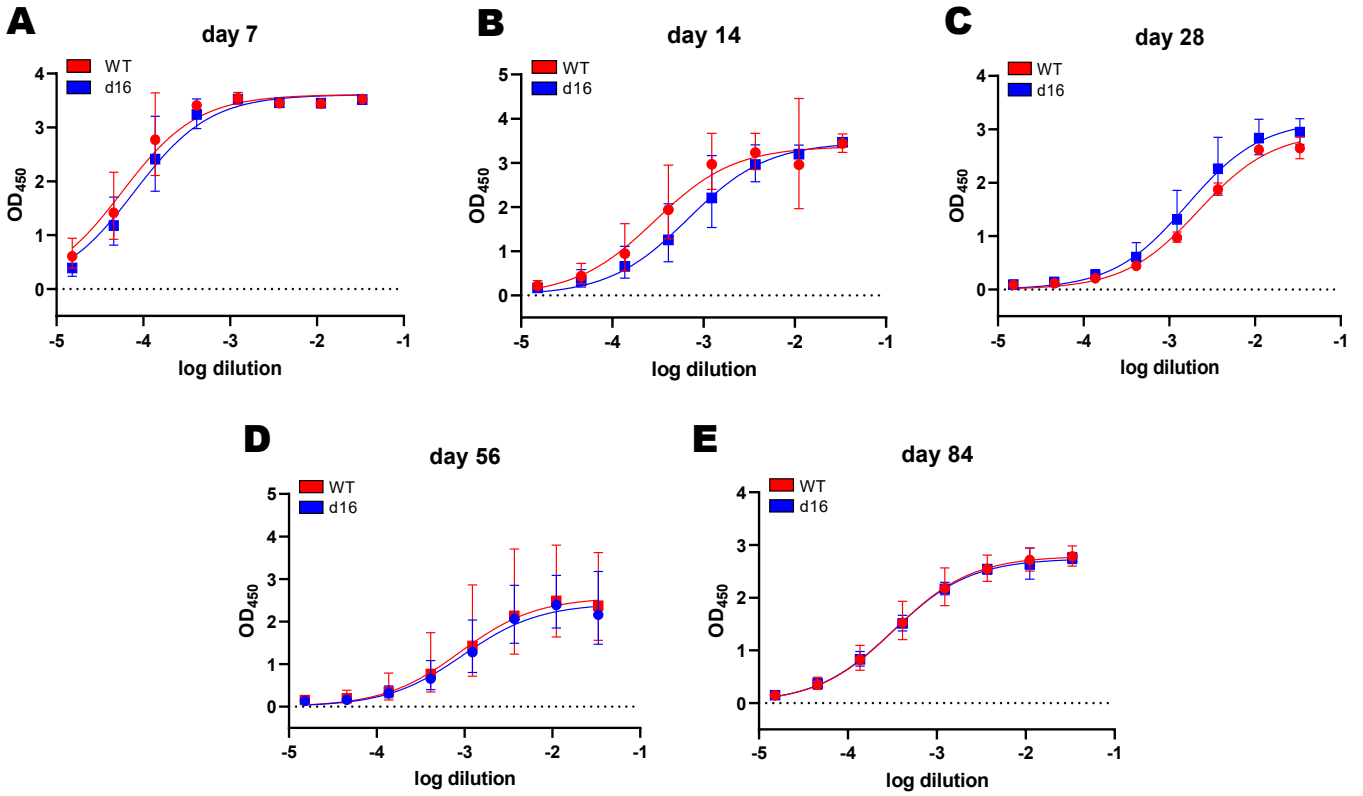 A
day 7
WT
d16
4
3
2
1
0
OD450
-5
-4
-3
-2
-1
log dilution
B
day 14
WT
d16
5
4
3
2
1
0
OD450
-5
-4
-3
-2
-1
log dilution
C
day 28
WT
d16
4
3
2
1
0
OD450
-5
-4
-3
-2
-1
log dilution
D
day 56
WT
d16
5
4
3
2
1
0
OD450
-5
-4
-3
-2
-1
log dilution
E
day 84
WT
d16
4
3
2
1
0
OD450
-5
-4
-3
-2
-1
log dilution